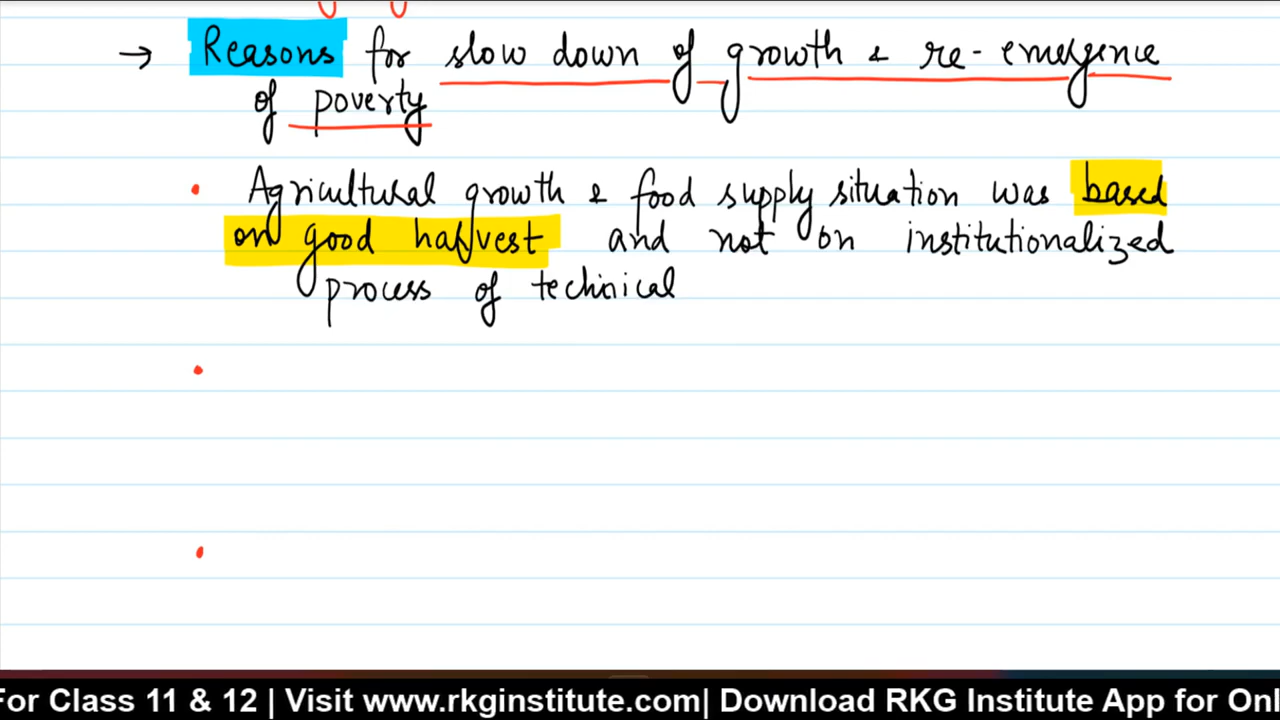 → Reasons for slow down of growth & re-emergence
of poverty
• Agricultural growth & food supply situation was based
on good harvest and not on institutionalized
process of technical
•
•
For Class 11 & 12 | Visit www.rkginstitute.com| Download RKG Institute App for Onl